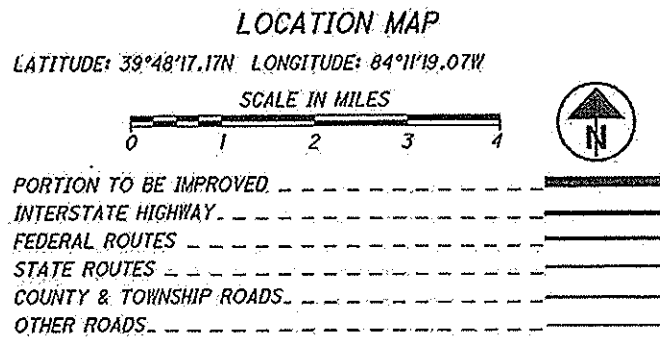 LOCATION MAP
LATITUDE: 39°48'17.17N LONGITUDE: 84°11'19.07W
SCALE IN MILES
0 1 2 3 4
N
PORTION TO BE IMPROVED
INTERSTATE HIGHWAY
FEDERAL ROUTES
STATE ROUTES
COUNTY & TOWNSHIP ROADS
OTHER ROADS